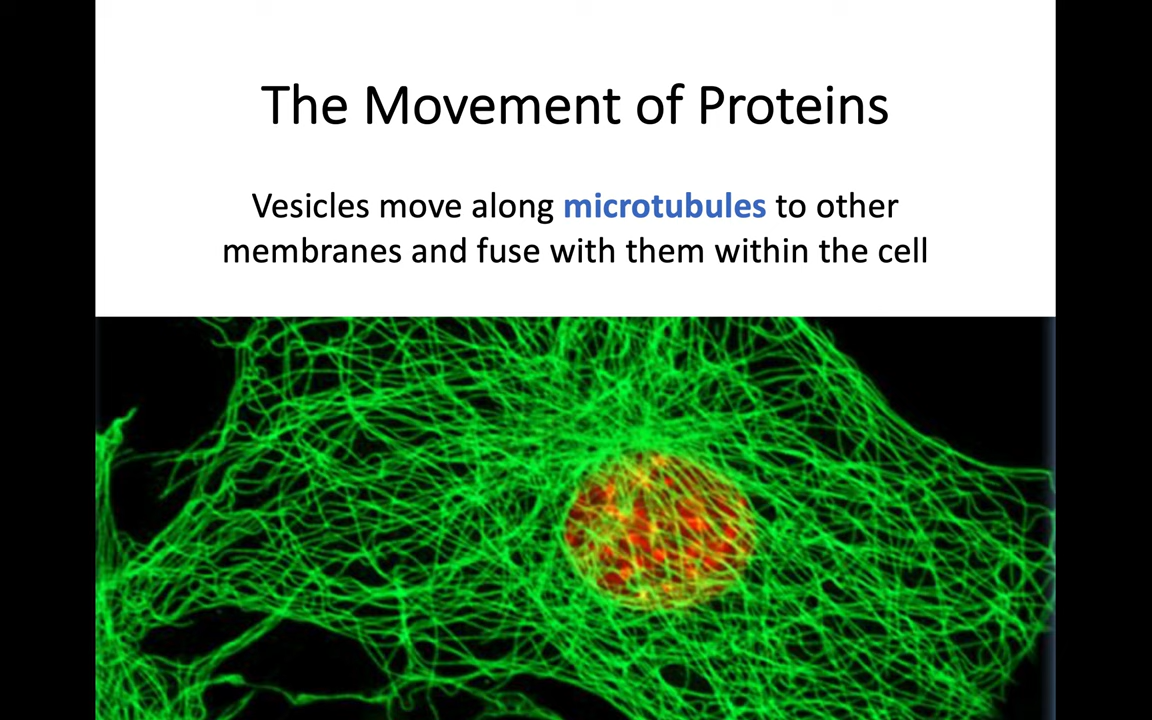 The Movement of Proteins
Vesicles move along microtubules to other
membranes and fuse with them within the cell